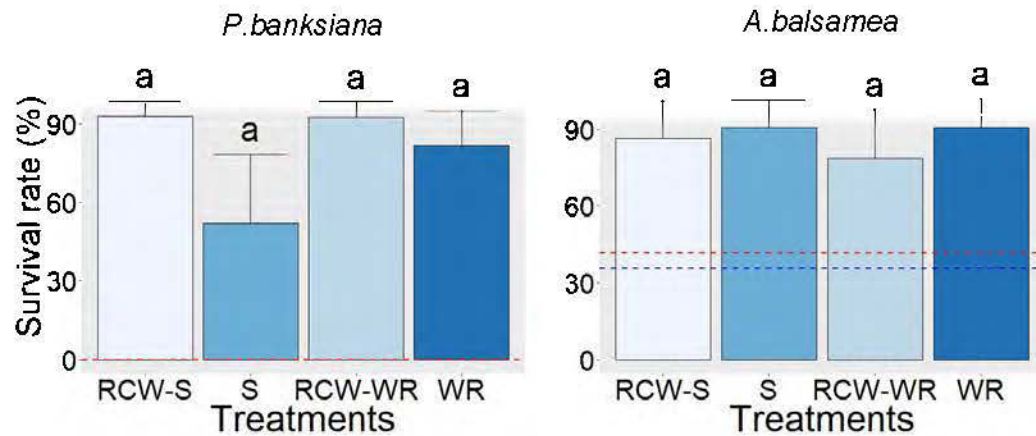 P.banksiana
a
a
a
a
Survival rate (%)
90
60
30
0
RCW-S
S
RCW-WR
WR
Treatments
A.balsamea
a
a
a
a
90
60
30
0
RCW-S
S
RCW-WR
WR
Treatments